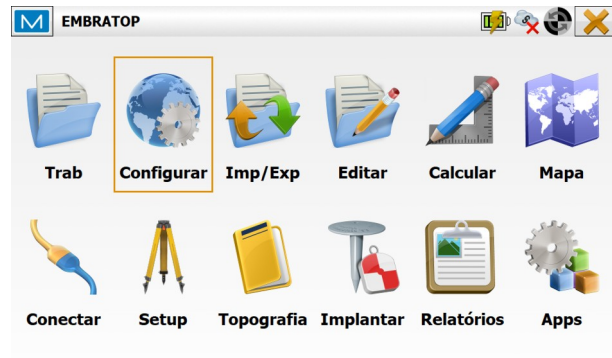 EMBRATOP
Trab Configurar Imp/Exp Editar Calcular Mapa
Conectar Setup Topografia Implantar Relatórios Apps